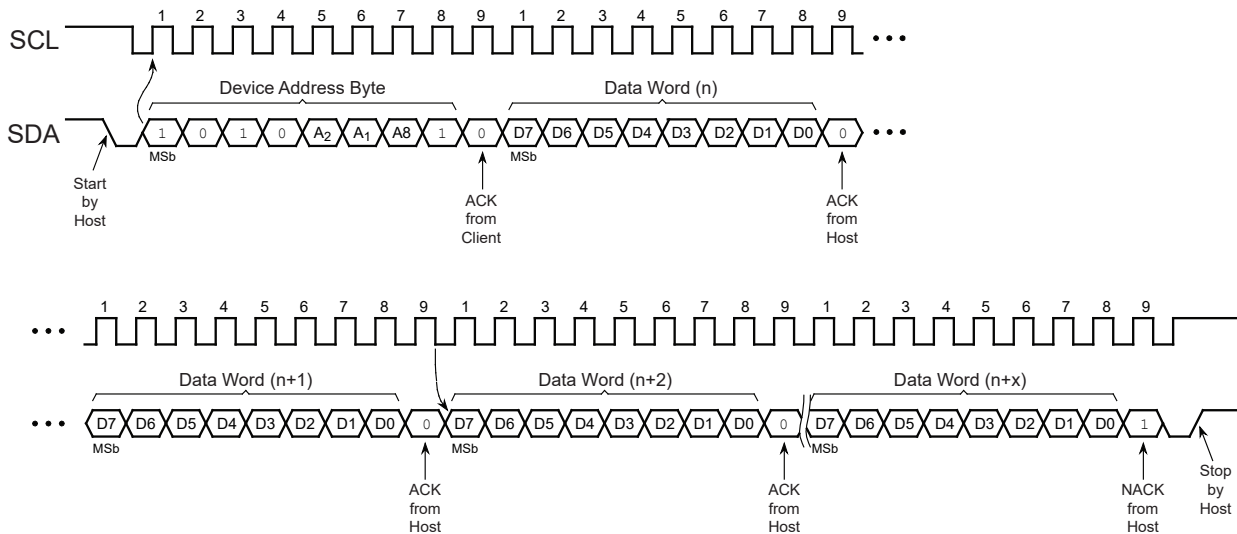 1 2 3 4 5 6 7 8 9 1 2 3 4 5 6 7 8 9
SCL
Device Address Byte Data Word (n)
SDA 1 0 1 0 A2 A1 A8 1 0 D7 D6 D5 D4 D3 D2 D1 D0 0
MSb MSb
Start
by
Host
ACK
from
Client
ACK
from
Host
1 2 3 4 5 6 7 8 9 1 2 3 4 5 6 7 8 9 1 2 3 4 5 6 7 8 9
Data Word (n+1) Data Word (n+2) Data Word (n+x)
D7 D6 D5 D4 D3 D2 D1 D0 0 D7 D6 D5 D4 D3 D2 D1 D0 0 D7 D6 D5 D4 D3 D2 D1 D0 1
MSb MSb MSb
ACK
from
Host
ACK
from
Host
NACK
from
Host
Stop
by
Host